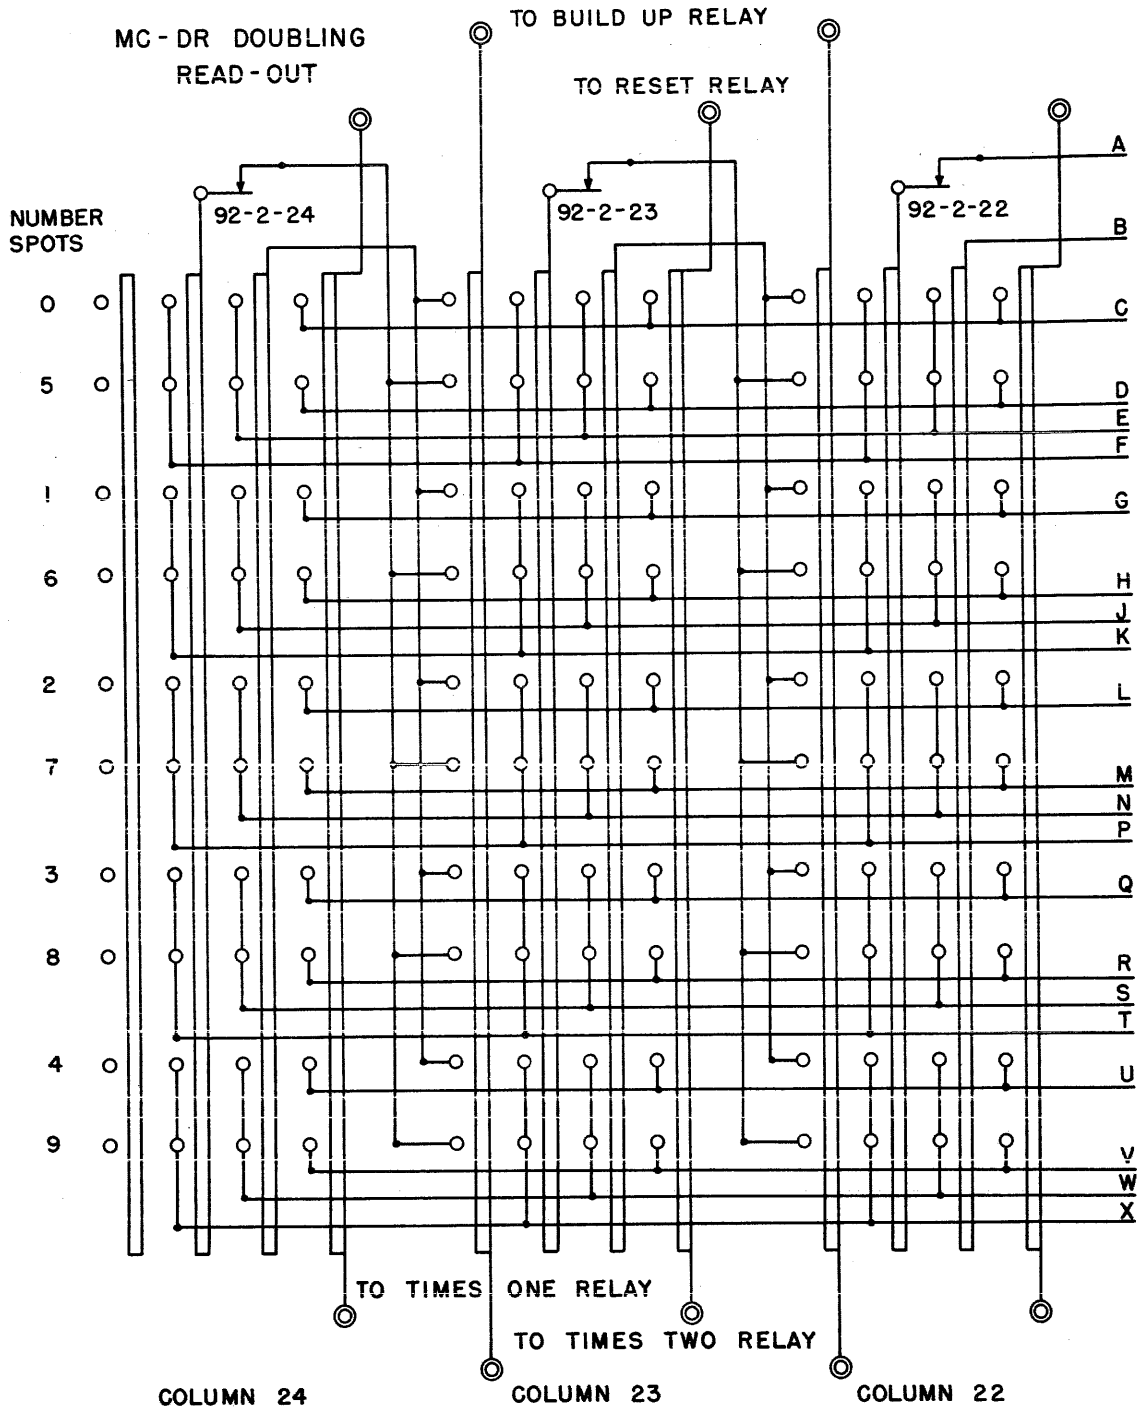 MC-DR DOUBLING
READ-OUT
TO BUILD UP RELAY
TO RESET RELAY
A
92-2-24
92-2-23
92-2-22
NUMBER
SPOTS
B
0
C
5
D
E
F
!
G
6
H
J
K
2
L
7
M
N
P
3
Q
8
R
S
T
4
U
9
V
W
X
TO TIMES ONE RELAY
TO TIMES TWO RELAY
COLUMN 24
COLUMN 23
COLUMN 22